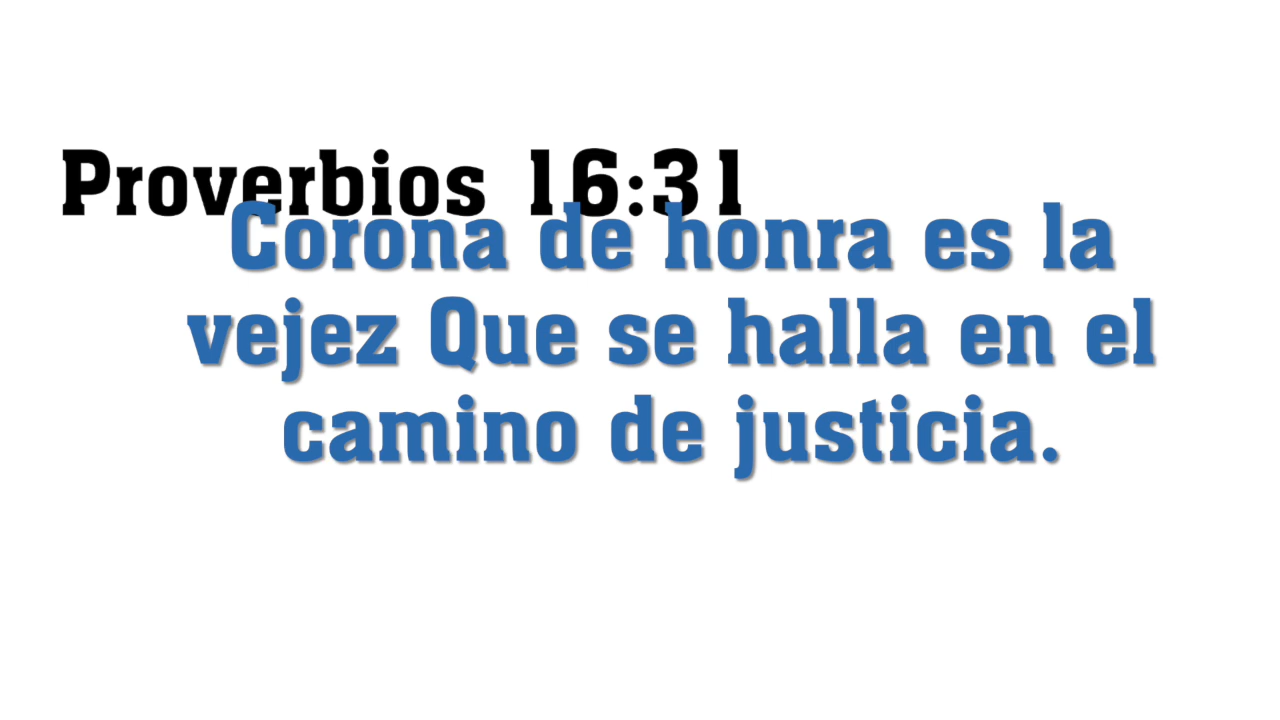 Proverbios 16:31
Corona de honra es la
vejez Que se halla en el
camino de justicia.